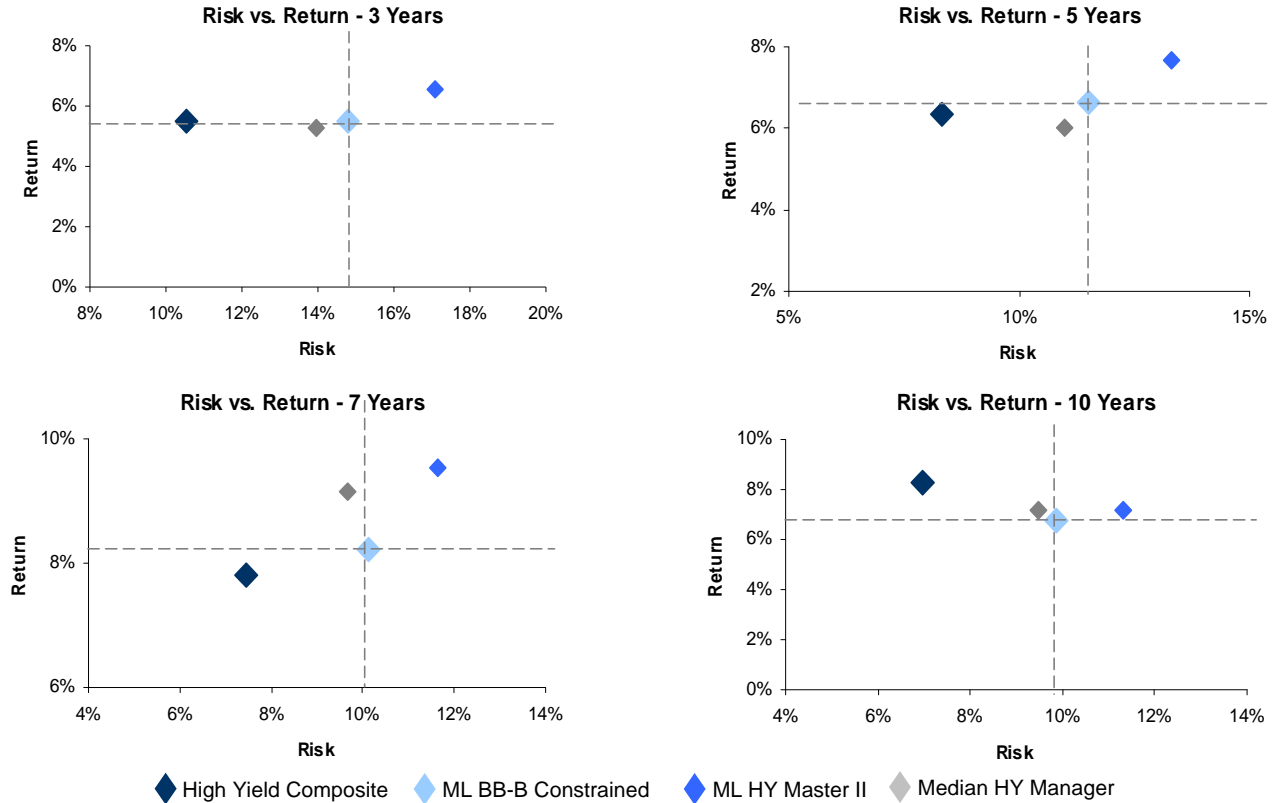 Risk vs. Return - 3 Years
8%
6%
4%
2%
0%
Return
8% 10% 12% 14% 16% 18% 20%
Risk
Risk vs. Return - 5 Years
8%
6%
4%
2%
Return
5% 10% 15%
Risk
Risk vs. Return - 7 Years
10%
8%
6%
Return
4% 6% 8% 10% 12% 14%
Risk
Risk vs. Return - 10 Years
10%
8%
6%
4%
2%
0%
Return
4% 6% 8% 10% 12% 14%
Risk
High Yield Composite ML BB-B Constrained ML HY Master II Median HY Manager